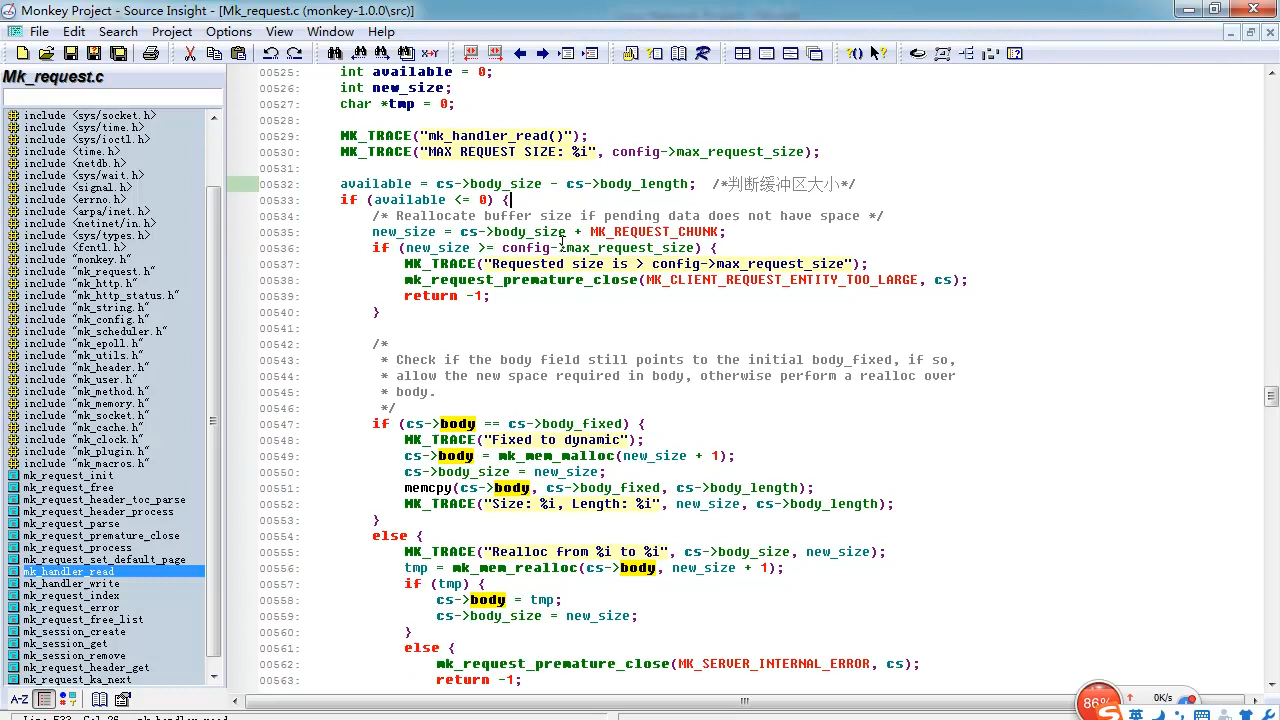 Monkey Project - Source Insight - [Mk_request.c (monkey-1.0.0\src)]
File Edit Search Project Options View Window Help
Mk_request.c
include <sys/socket.h>
include <sys/time.h>
include <sys/ioctl.h>
include <time.h>
include <netdb.h>
include <sys/wait.h>
include <signal.h>
include <errno.h>
include <arpa/inet.h>
include <netinet/in.h>
include <sys/types.h>
include <fcntl.h>
include "monkey.h"
include "mk_request.h"
include "mk_http.h"
include "mk_http_status.h"
include "mk_string.h"
include "mk_config.h"
include "mk_scheduler.h"
include "mk_epoll.h"
include "mk_utils.h"
include "mk_header.h"
include "mk_user.h"
include "mk_method.h"
include "mk_memory.h"
include "mk_socket.h"
include "mk_cache.h"
include "mk_clock.h"
include "mk_plugin.h"
include "mk_macros.h"
mk_request_init
mk_request_free
mk_request_header_toc_parse
mk_request_header_process
mk_request_parse
mk_request_premature_close
mk_request_process
mk_request_set_default_page
mk_handler_read
mk_handler_write
mk_request_index
mk_request_error
mk_request_free_list
mk_session_create
mk_session_get
mk_session_remove
mk_request_header_get
mk_request_ka_next
A-Z
00525: int available = 0;
00526: int new_size;
00527: char *tmp = 0;
00528:
00529: MK_TRACE("mk_handler_read()");
00530: MK_TRACE("MAX REQUEST SIZE: %i", config->max_request_size);
00531:
00532: available = cs->body_size - cs->body_length; /*判断缓冲区大小*/
00533: if (available <= 0) {
00534: /* Reallocate buffer size if pending data does not have space */
00535: new_size = cs->body_size + MK_REQUEST_CHUNK;
00536: if (new_size >= config->max_request_size) {
00537: MK_TRACE("Requested size is > config->max_request_size");
00538: mk_request_premature_close(MK_CLIENT_REQUEST_ENTITY_TOO_LARGE, cs);
00539: return -1;
00540: }
00541:
00542: /*
00543: * Check if the body field still points to the initial body_fixed, if so,
00544: * allow the new space required in body, otherwise perform a realloc over
00545: * body.
00546: */
00547: if (cs->body == cs->body_fixed) {
00548: MK_TRACE("Fixed to dynamic");
00549: cs->body = mk_mem_malloc(new_size + 1);
00550: cs->body_size = new_size;
00551: memcpy(cs->body, cs->body_fixed, cs->body_length);
00552: MK_TRACE("Size: %i, Length: %i", new_size, cs->body_length);
00553: }
00554: else {
00555: MK_TRACE("Realloc from %i to %i", cs->body_size, new_size);
00556: tmp = mk_mem_realloc(cs->body, new_size + 1);
00557: if (tmp) {
00558: cs->body = tmp;
00559: cs->body_size = new_size;
00560: }
00561: else {
00562: mk_request_premature_close(MK_SERVER_INTERNAL_ERROR, cs);
00563: return -1;
86%
0K/s
英